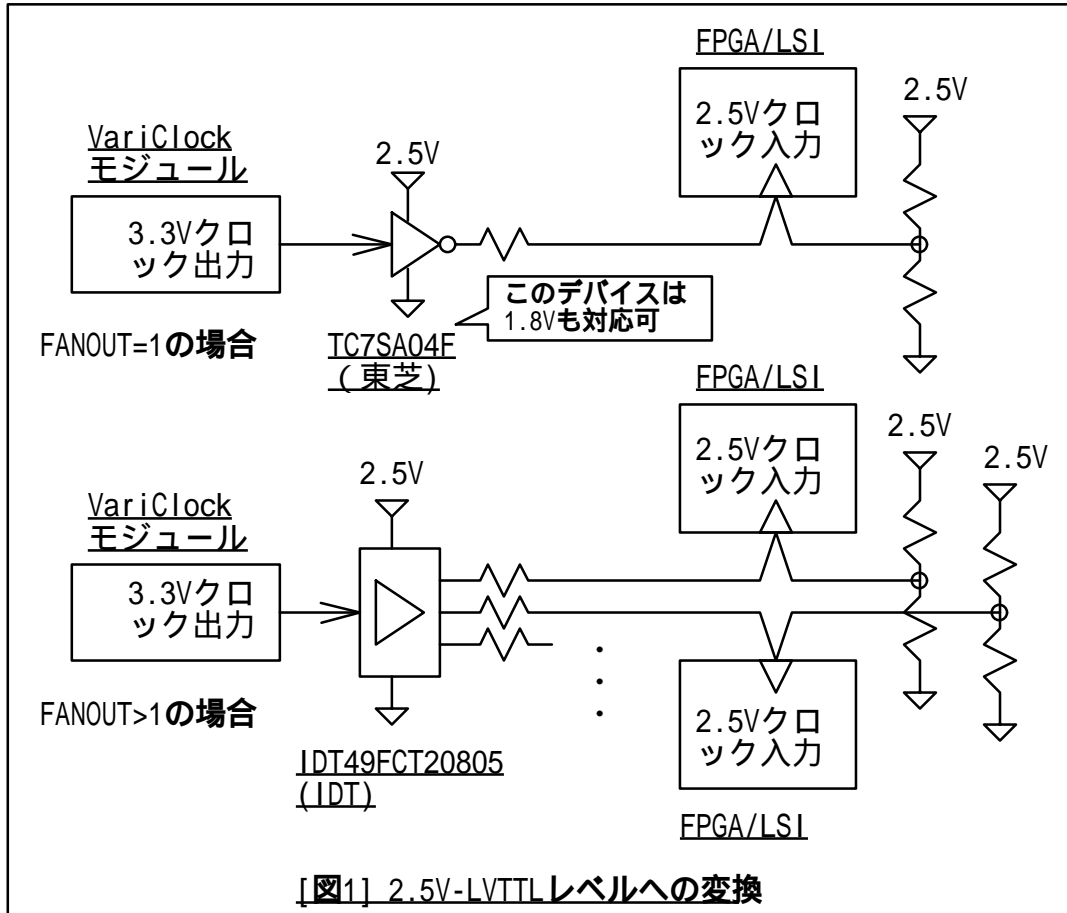 FPGA/LSI
2.5V
2.5Vクロ
ック入力
VariClock
モジュール
2.5V
3.3Vクロ
ック出力
このデバイスは
1.8Vも対応可
FANOUT=1の場合
TC7SA04F
(東芝)
FPGA/LSI
2.5V
2.5V
2.5Vクロ
ック入力
2.5V
VariClock
モジュール
3.3Vクロ
ック出力
FANOUT>1の場合
2.5Vクロ
ック入力
IDT49FCT20805
(IDT)
FPGA/LSI
[図1] 2.5V-LVTTLレベルへの変換